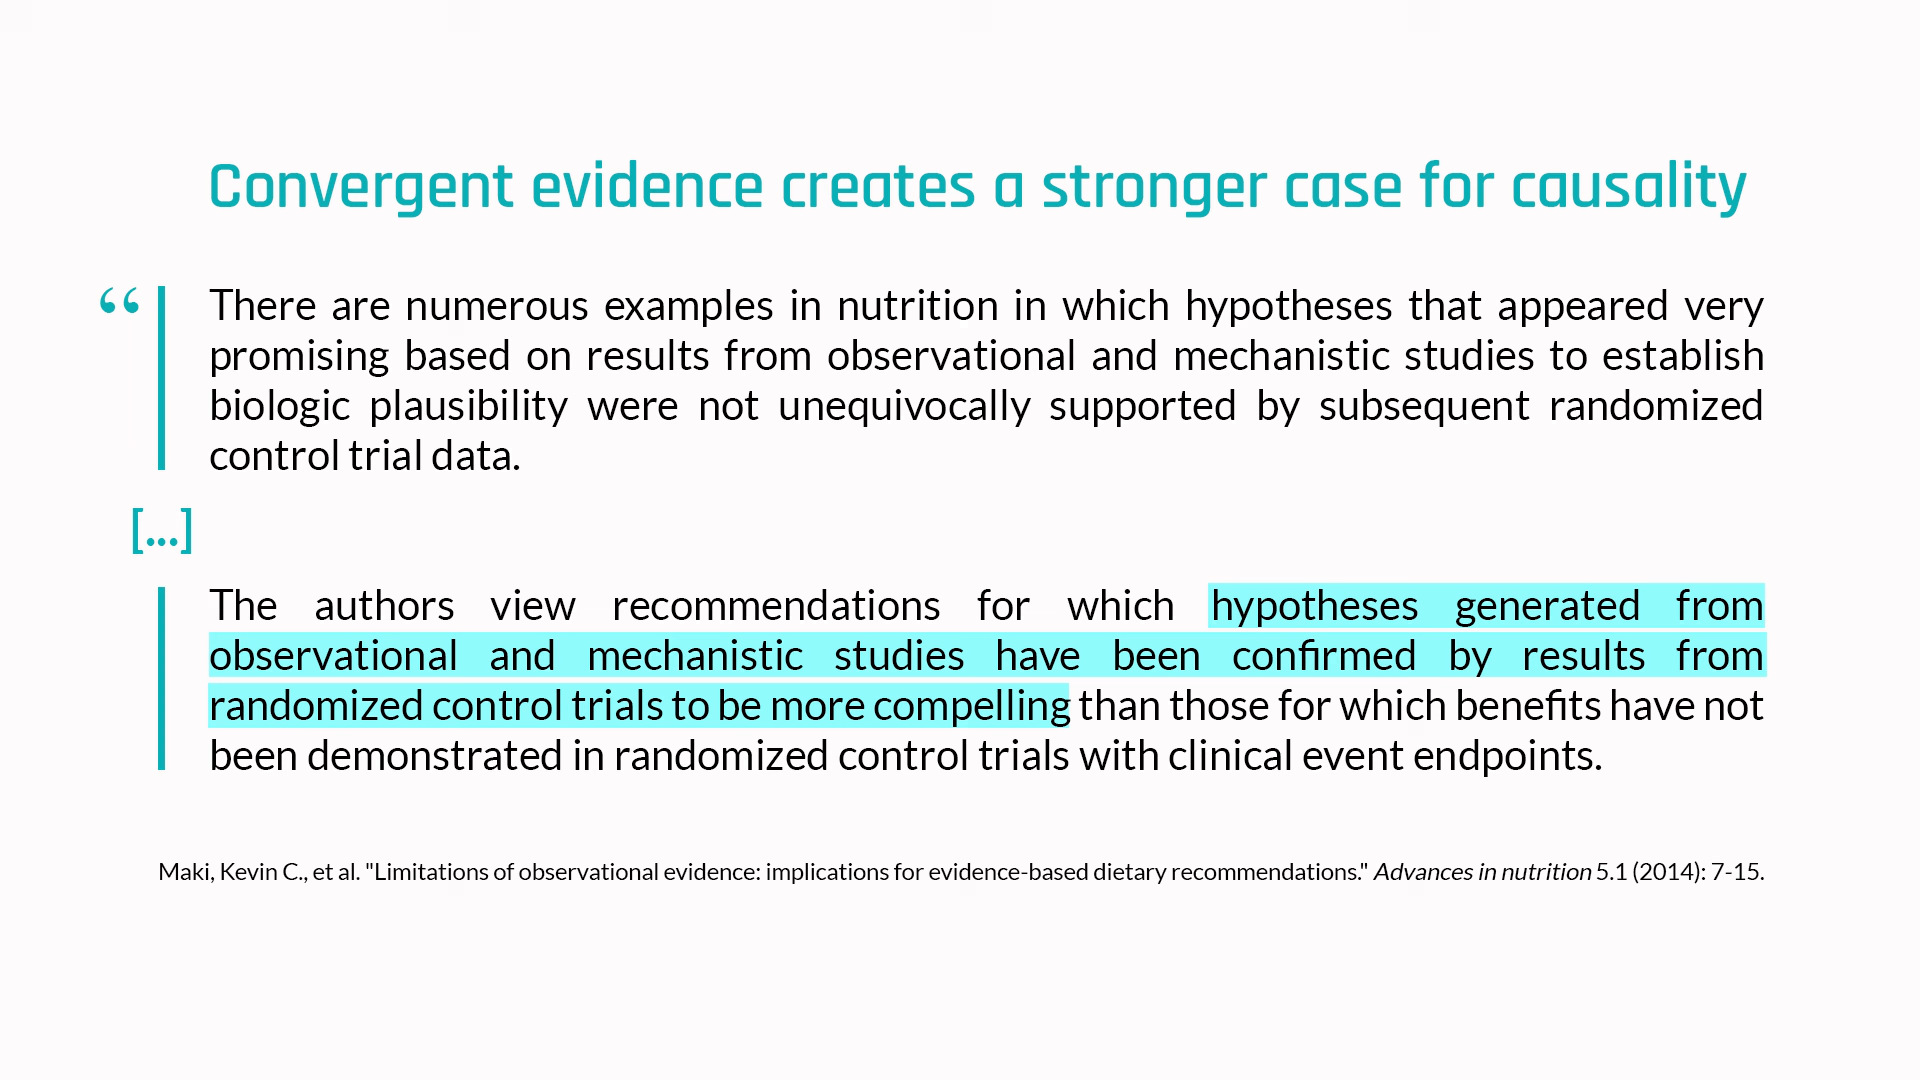 Convergent evidence creates a stronger case for causality
“ There are numerous examples in nutrition in which hypotheses that appeared very
promising based on results from observational and mechanistic studies to establish
biologic plausibility were not unequivocally supported by subsequent randomized
control trial data.
[...]
The authors view recommendations for which hypotheses generated from
observational and mechanistic studies have been confirmed by results from
randomized control trials to be more compelling than those for which benefits have not
been demonstrated in randomized control trials with clinical event endpoints.
Maki, Kevin C., et al. "Limitations of observational evidence: implications for evidence-based dietary recommendations." Advances in nutrition 5.1 (2014): 7-15.